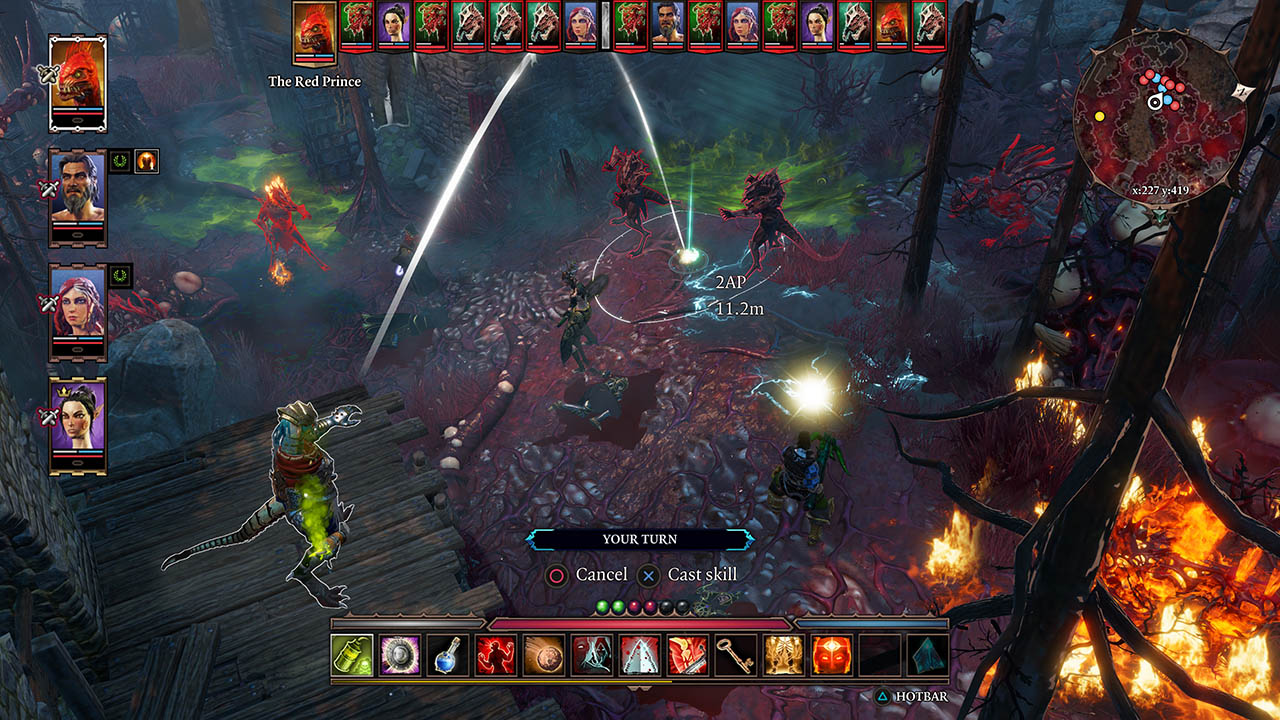 The Red Prince
x:227 y:419
2AP
11.2m
YOUR TURN
Cancel Cast skill
HOTBAR